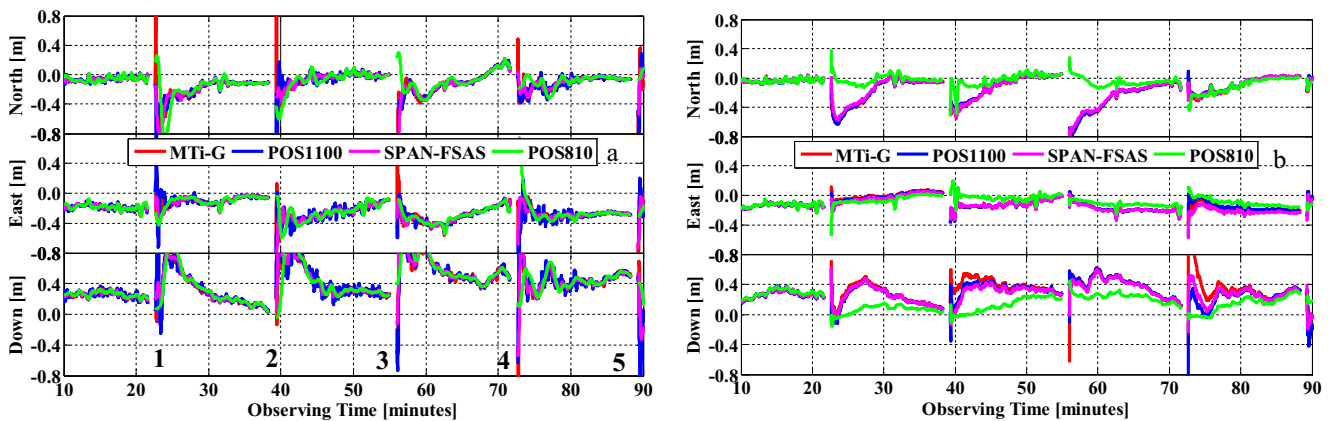 0.8
0.4
0.0
-0.4
-0.8
North [m]
MTi-G POS1100 SPAN-FSAS POS810 a
0.4
0.0
-0.4
-0.8
East [m]
0.4
0.0
-0.4
-0.8
Down [m]
1 2 3 4 5
10 20 30 40 50 60 70 80 90
Observing Time [minutes]
0.8
0.4
0.0
-0.4
-0.8
North [m]
MTi-G POS1100 SPAN-FSAS POS810 b
0.4
0.0
-0.4
-0.8
East [m]
0.4
0.0
-0.4
-0.8
Down [m]
10 20 30 40 50 60 70 80 90
Observing Time [minutes]